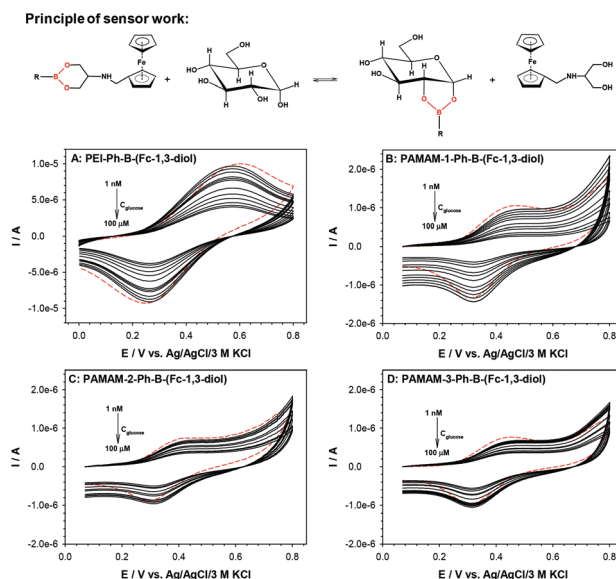 Principle of sensor work:
Fe
Fe
R
B
O
O
HN
+
HO
HO
HO
H
H
H
H
OH
H
OH
⇌
HO
HO
HO
H
H
H
H
O
O
B
R
+
HN
OH
OH
A: PEI-Ph-B-(Fc-1,3-diol)
1 nM
C glucose
100 µM
1.0e-5
5.0e-6
0.0
-5.0e-6
-1.0e-5
I / A
0.0 0.2 0.4 0.6 0.8
E / V vs. Ag/AgCl/3 M KCl
B: PAMAM-1-Ph-B-(Fc-1,3-diol)
1 nM
C glucose
100 µM
2.0e-6
1.0e-6
0.0
-1.0e-6
-2.0e-6
I / A
0.0 0.2 0.4 0.6 0.8
E / V vs. Ag/AgCl/3 M KCl
C: PAMAM-2-Ph-B-(Fc-1,3-diol)
1 nM
C glucose
100 µM
2.0e-6
1.0e-6
0.0
-1.0e-6
-2.0e-6
I / A
0.0 0.2 0.4 0.6 0.8
E / V vs. Ag/AgCl/3 M KCl
D: PAMAM-3-Ph-B-(Fc-1,3-diol)
1 nM
C glucose
100 µM
2.0e-6
1.0e-6
0.0
-1.0e-6
-2.0e-6
I / A
0.0 0.2 0.4 0.6 0.8
E / V vs. Ag/AgCl/3 M KCl